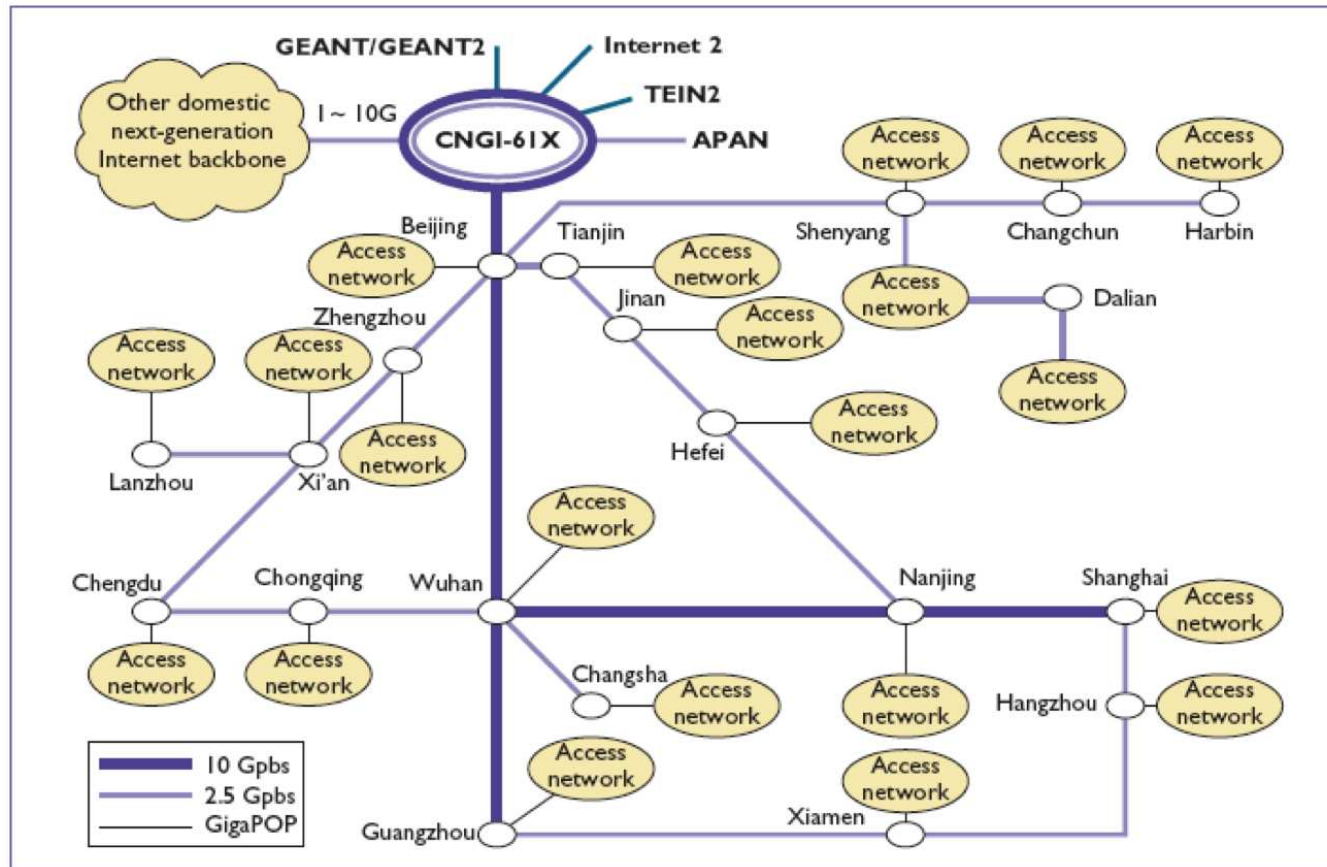 GEANT/GEANT2
Internet 2
TEIN2
Other domestic
next-generation
Internet backbone
1 ~ 10G
CNGI-61X
APAN
Access
network
Access
network
Access
network
Beijing
Tianjin
Shenyang
Changchun
Harbin
Access
network
Access
network
Jinan
Access
network
Dalian
Zhengzhou
Access
network
Access
network
Access
network
Access
network
Access
network
Access
network
Hefei
Lanzhou
Xi'an
Access
network
Chengdu
Chongqing
Wuhan
Nanjing
Shanghai
Access
network
Access
network
Access
network
Changsha
Access
network
Access
network
Hangzhou
Access
network
10 Gpbs
2.5 Gpbs
GigaPOP
Access
network
Access
network
Guangzhou
Xiamen